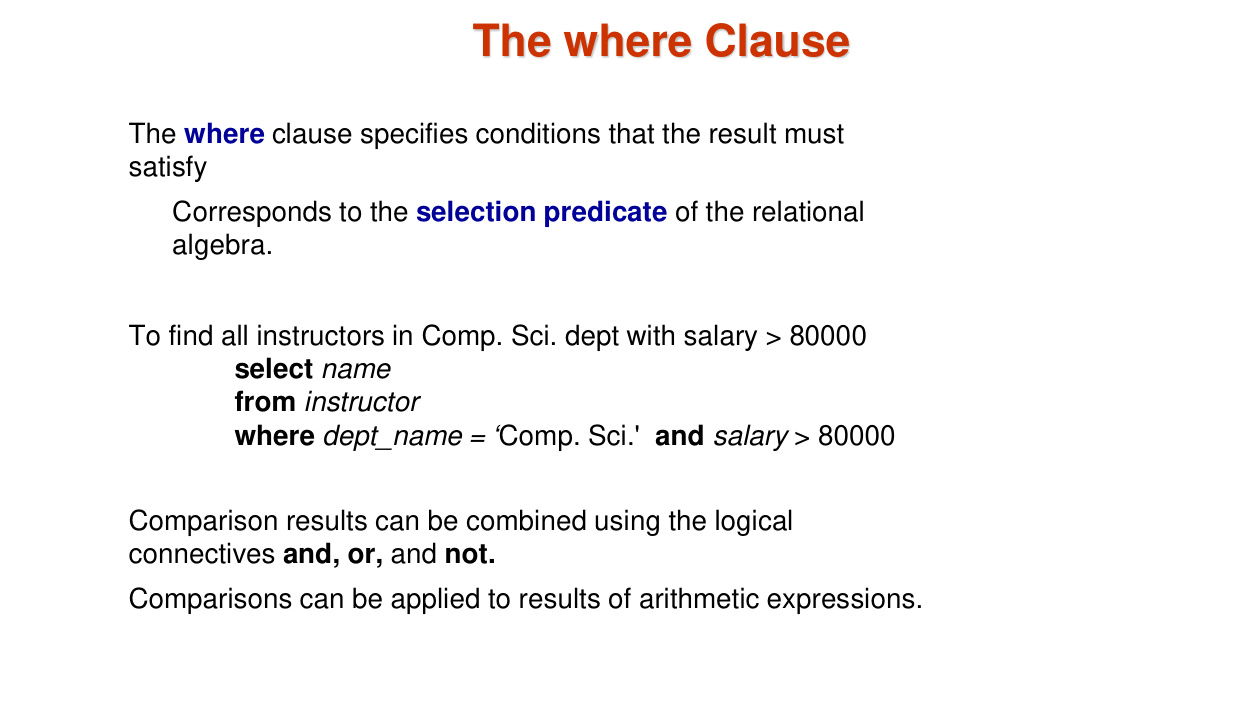 The where Clause
The where clause specifies conditions that the result must
satisfy
Corresponds to the selection predicate of the relational
algebra.
To find all instructors in Comp. Sci. dept with salary > 80000
select name
from instructor
where dept_name = ‘Comp. Sci.' and salary > 80000
Comparison results can be combined using the logical
connectives and, or, and not.
Comparisons can be applied to results of arithmetic expressions.